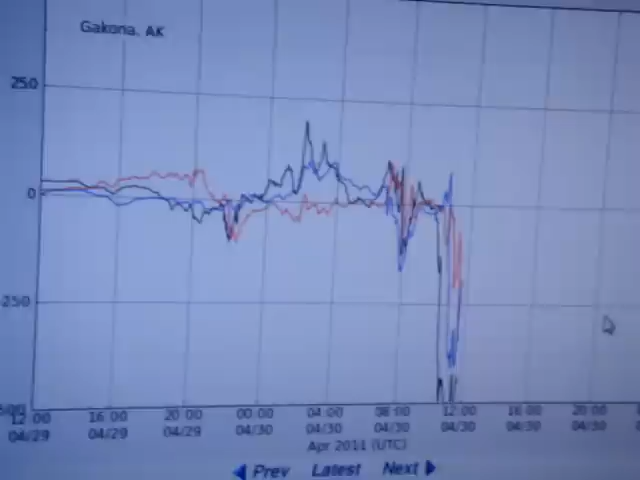 Gakona, AK
250
0
-250
12:00 16:00 20:00 00:00 04:00 08:00 12:00 16:00 20:00
04/29 04/29 04/29 04/30 04/30 04/30 04/30 04/30 04/30
Apr 2011 (UTC)
Prev Latest Next